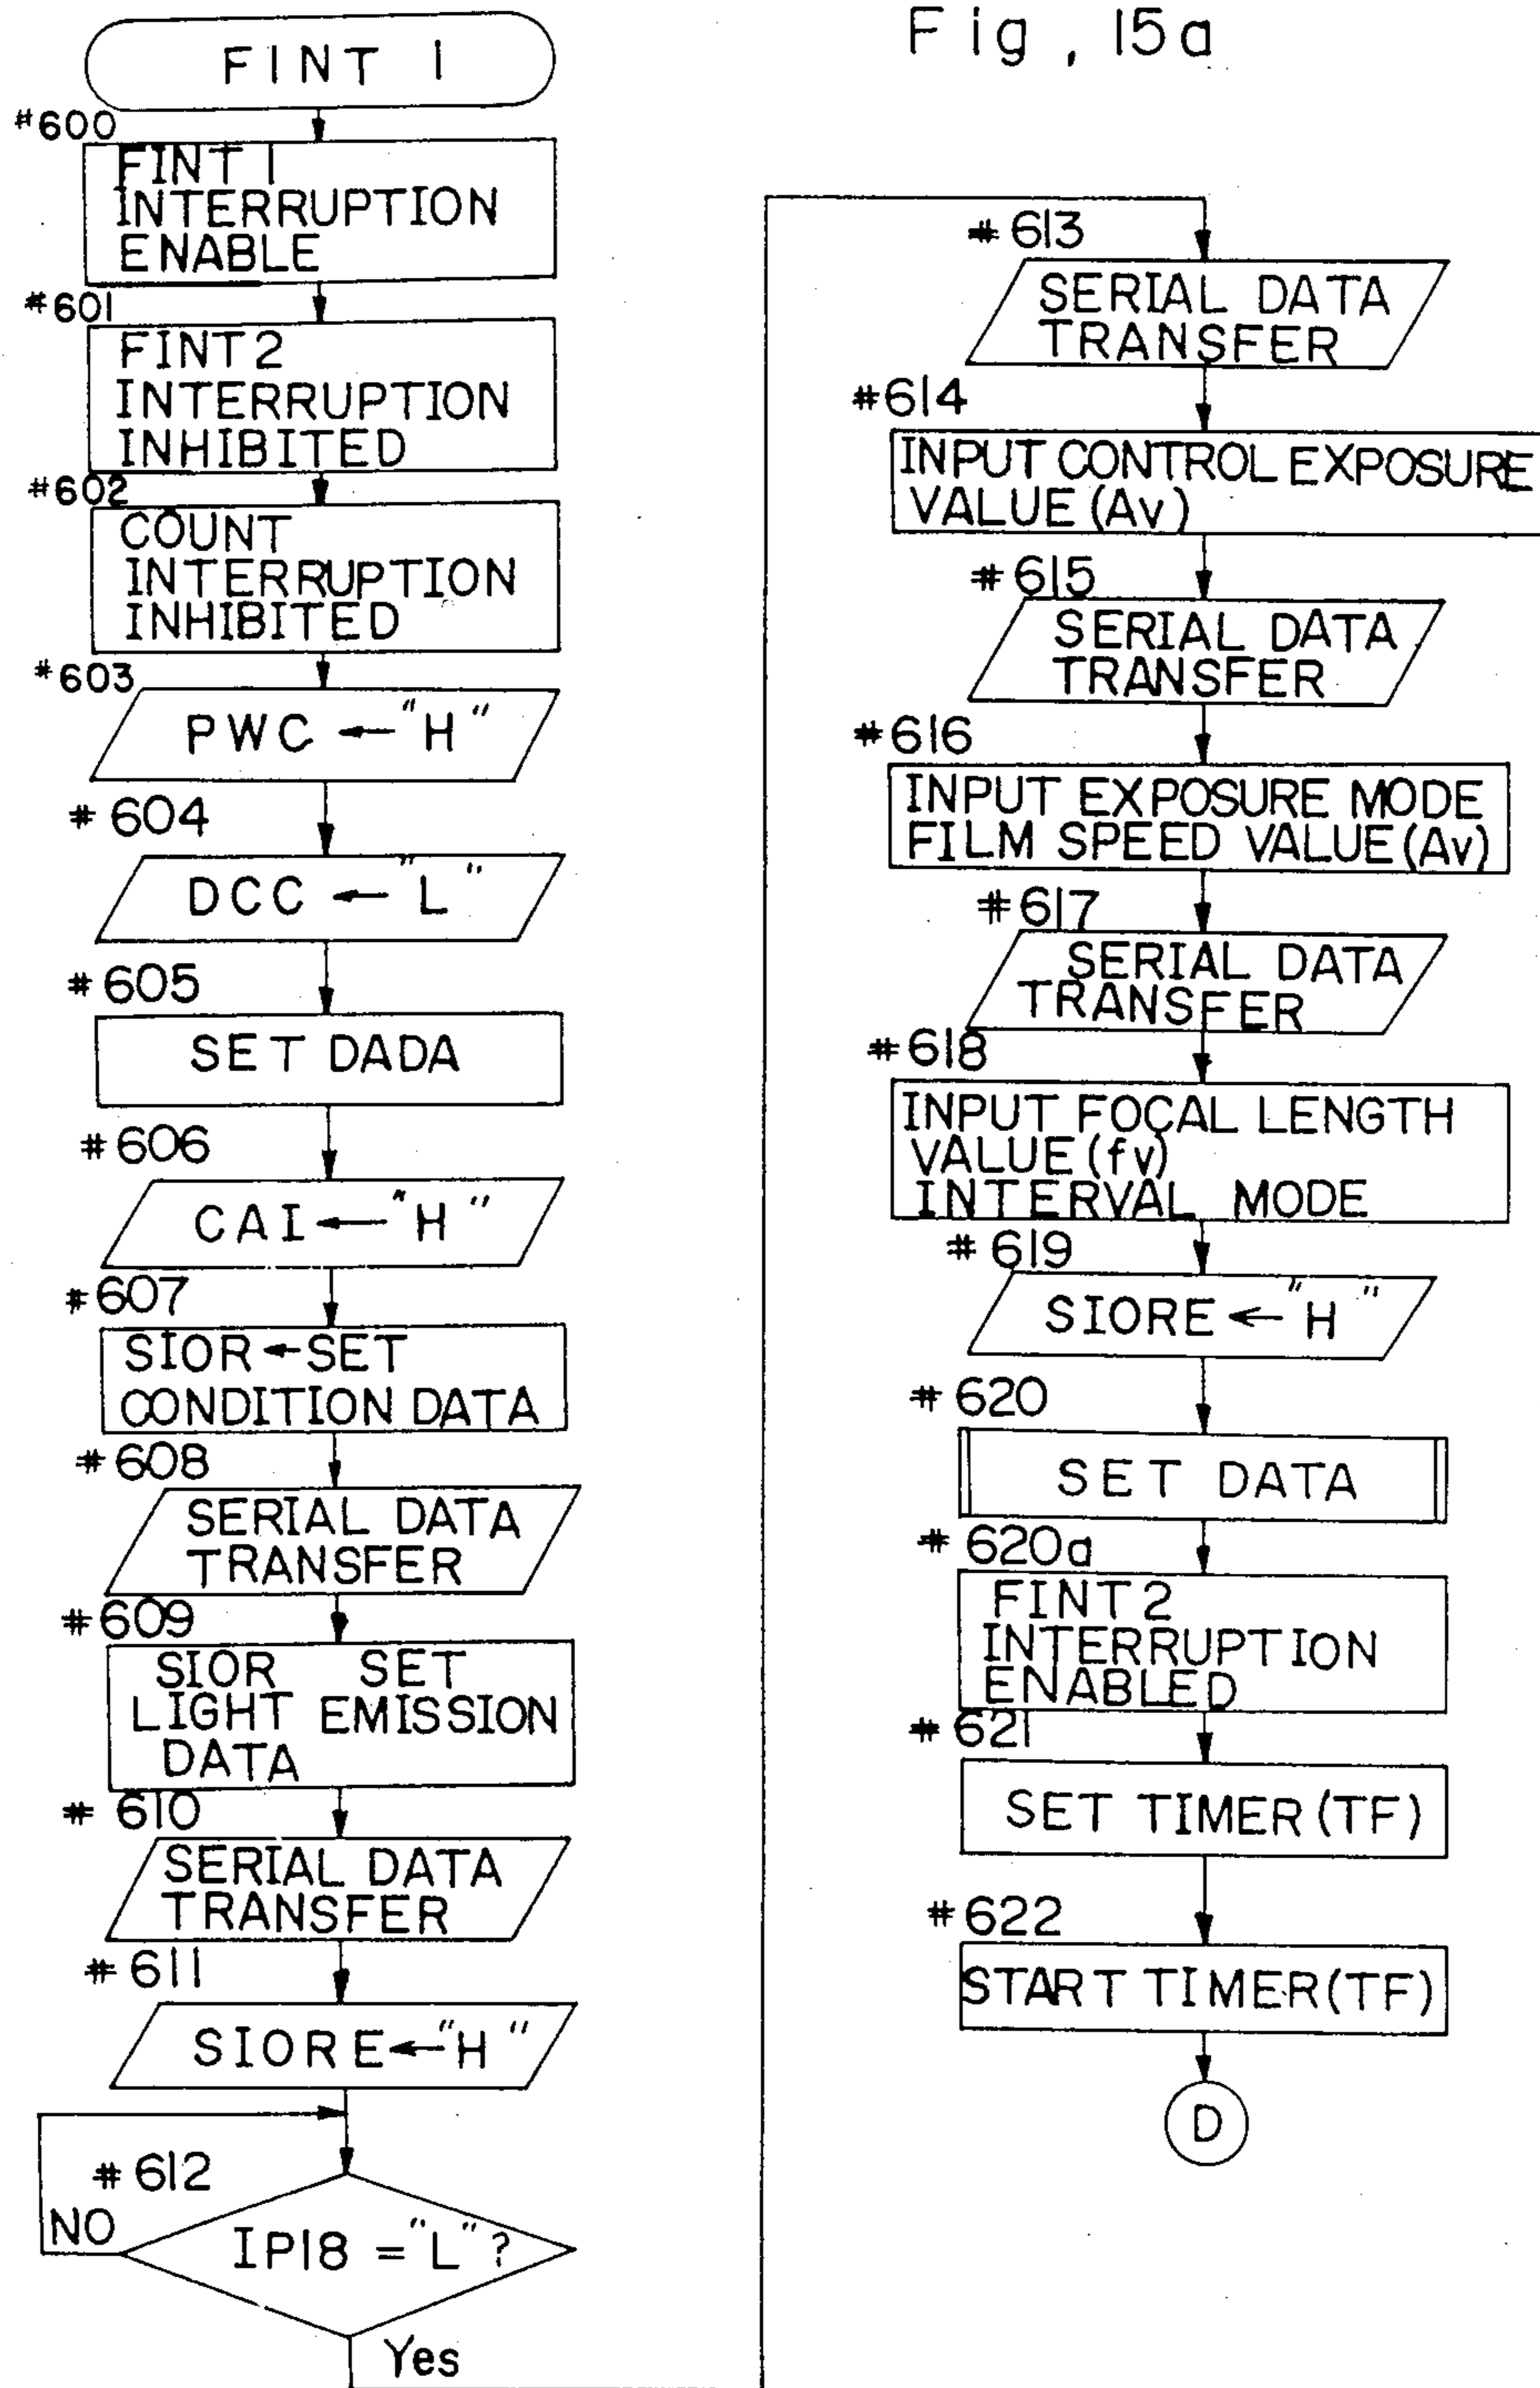 Fig, 15a
FINT 1
#600
FINT 1
INTERRUPTION
ENABLE
#601
FINT2
INTERRUPTION
INHIBITED
#602
COUNT
INTERRUPTION
INHIBITED
#603
PWC ← "H"
#604
DCC ← "L"
#605
SET DADA
#606
CAI ← "H"
#607
SIOR ← SET
CONDITION DATA
#608
SERIAL DATA
TRANSFER
#609
SIOR SET
LIGHT EMISSION
DATA
#610
SERIAL DATA
TRANSFER
#611
SIORE ← "H"
#612
NO
IP18 = "L"?
Yes
#613
SERIAL DATA
TRANSFER
#614
INPUT CONTROL EXPOSURE
VALUE (Av)
#615
SERIAL DATA
TRANSFER
#616
INPUT EXPOSURE MODE
FILM SPEED VALUE (Av)
#617
SERIAL DATA
TRANSFER
#618
INPUT FOCAL LENGTH
VALUE (fv)
INTERVAL MODE
#619
SIORE ← "H"
#620
SET DATA
#620a
FINT2
INTERRUPTION
ENABLED
#621
SET TIMER (TF)
#622
START TIMER (TF)
D